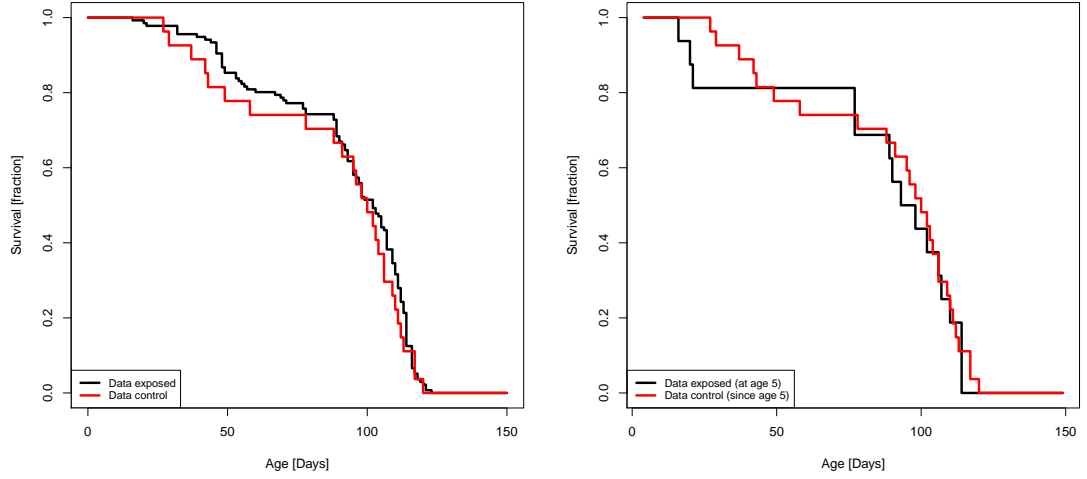 1.0
0.8
0.6
0.4
0.2
0.0
Survival [fraction]
Data exposed
Data control
0 50 100 150
Age [Days]
1.0
0.8
0.6
0.4
0.2
0.0
Survival [fraction]
Data exposed (at age 5)
Data control (since age 5)
0 50 100 150
Age [Days]